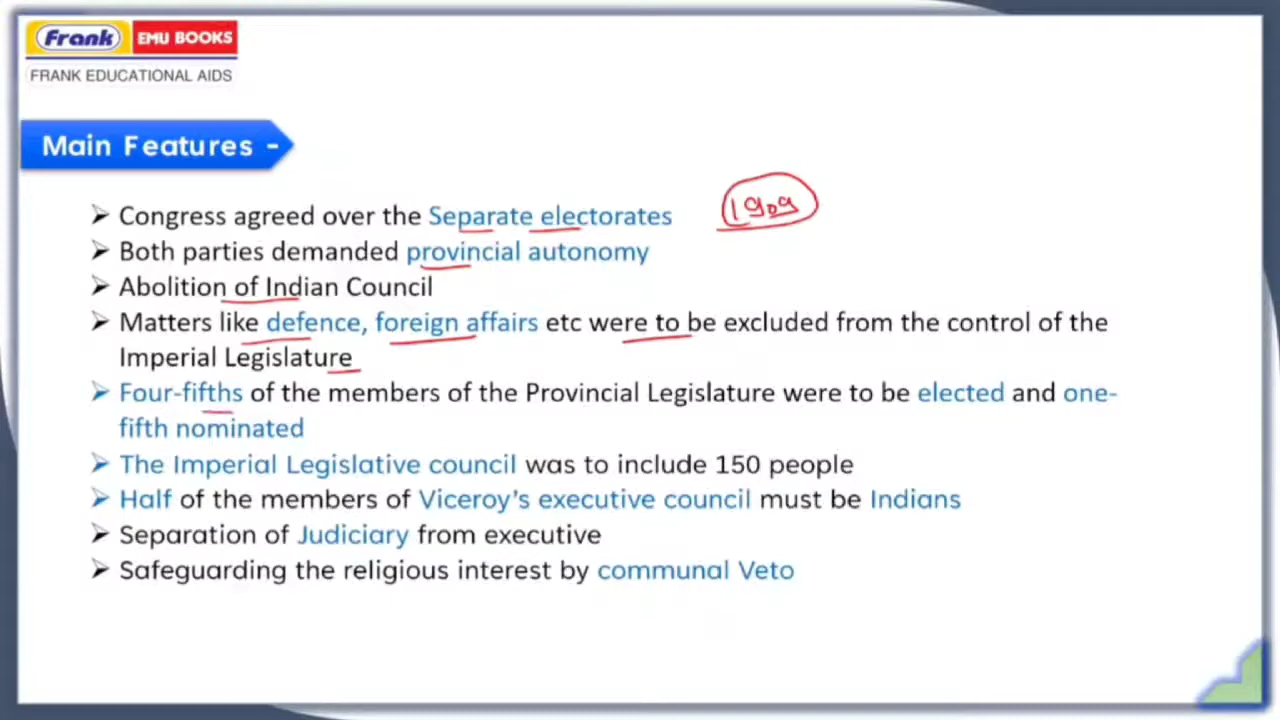 Frank EMU BOOKS
FRANK EDUCATIONAL AIDS
Main Features -
➢ Congress agreed over the Separate electorates 1909
➢ Both parties demanded provincial autonomy
➢ Abolition of Indian Council
➢ Matters like defence, foreign affairs etc were to be excluded from the control of the
Imperial Legislature
➢ Four-fifths of the members of the Provincial Legislature were to be elected and one-
fifth nominated
➢ The Imperial Legislative council was to include 150 people
➢ Half of the members of Viceroy's executive council must be Indians
➢ Separation of Judiciary from executive
➢ Safeguarding the religious interest by communal Veto